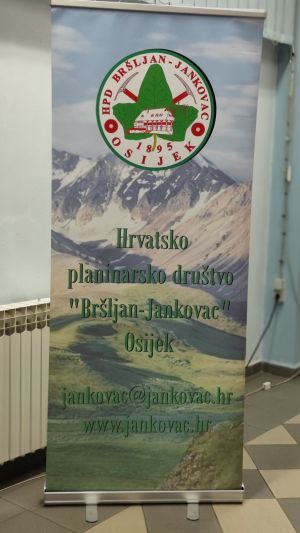 HPD BRŠLJAN-JANKOVAC
1895
OSIJEK
Hrvatsko
planinarsko društvo
"Bršljan-Jankovac"
Osijek
jankovac@jankovac.hr
www.jankovac.hr